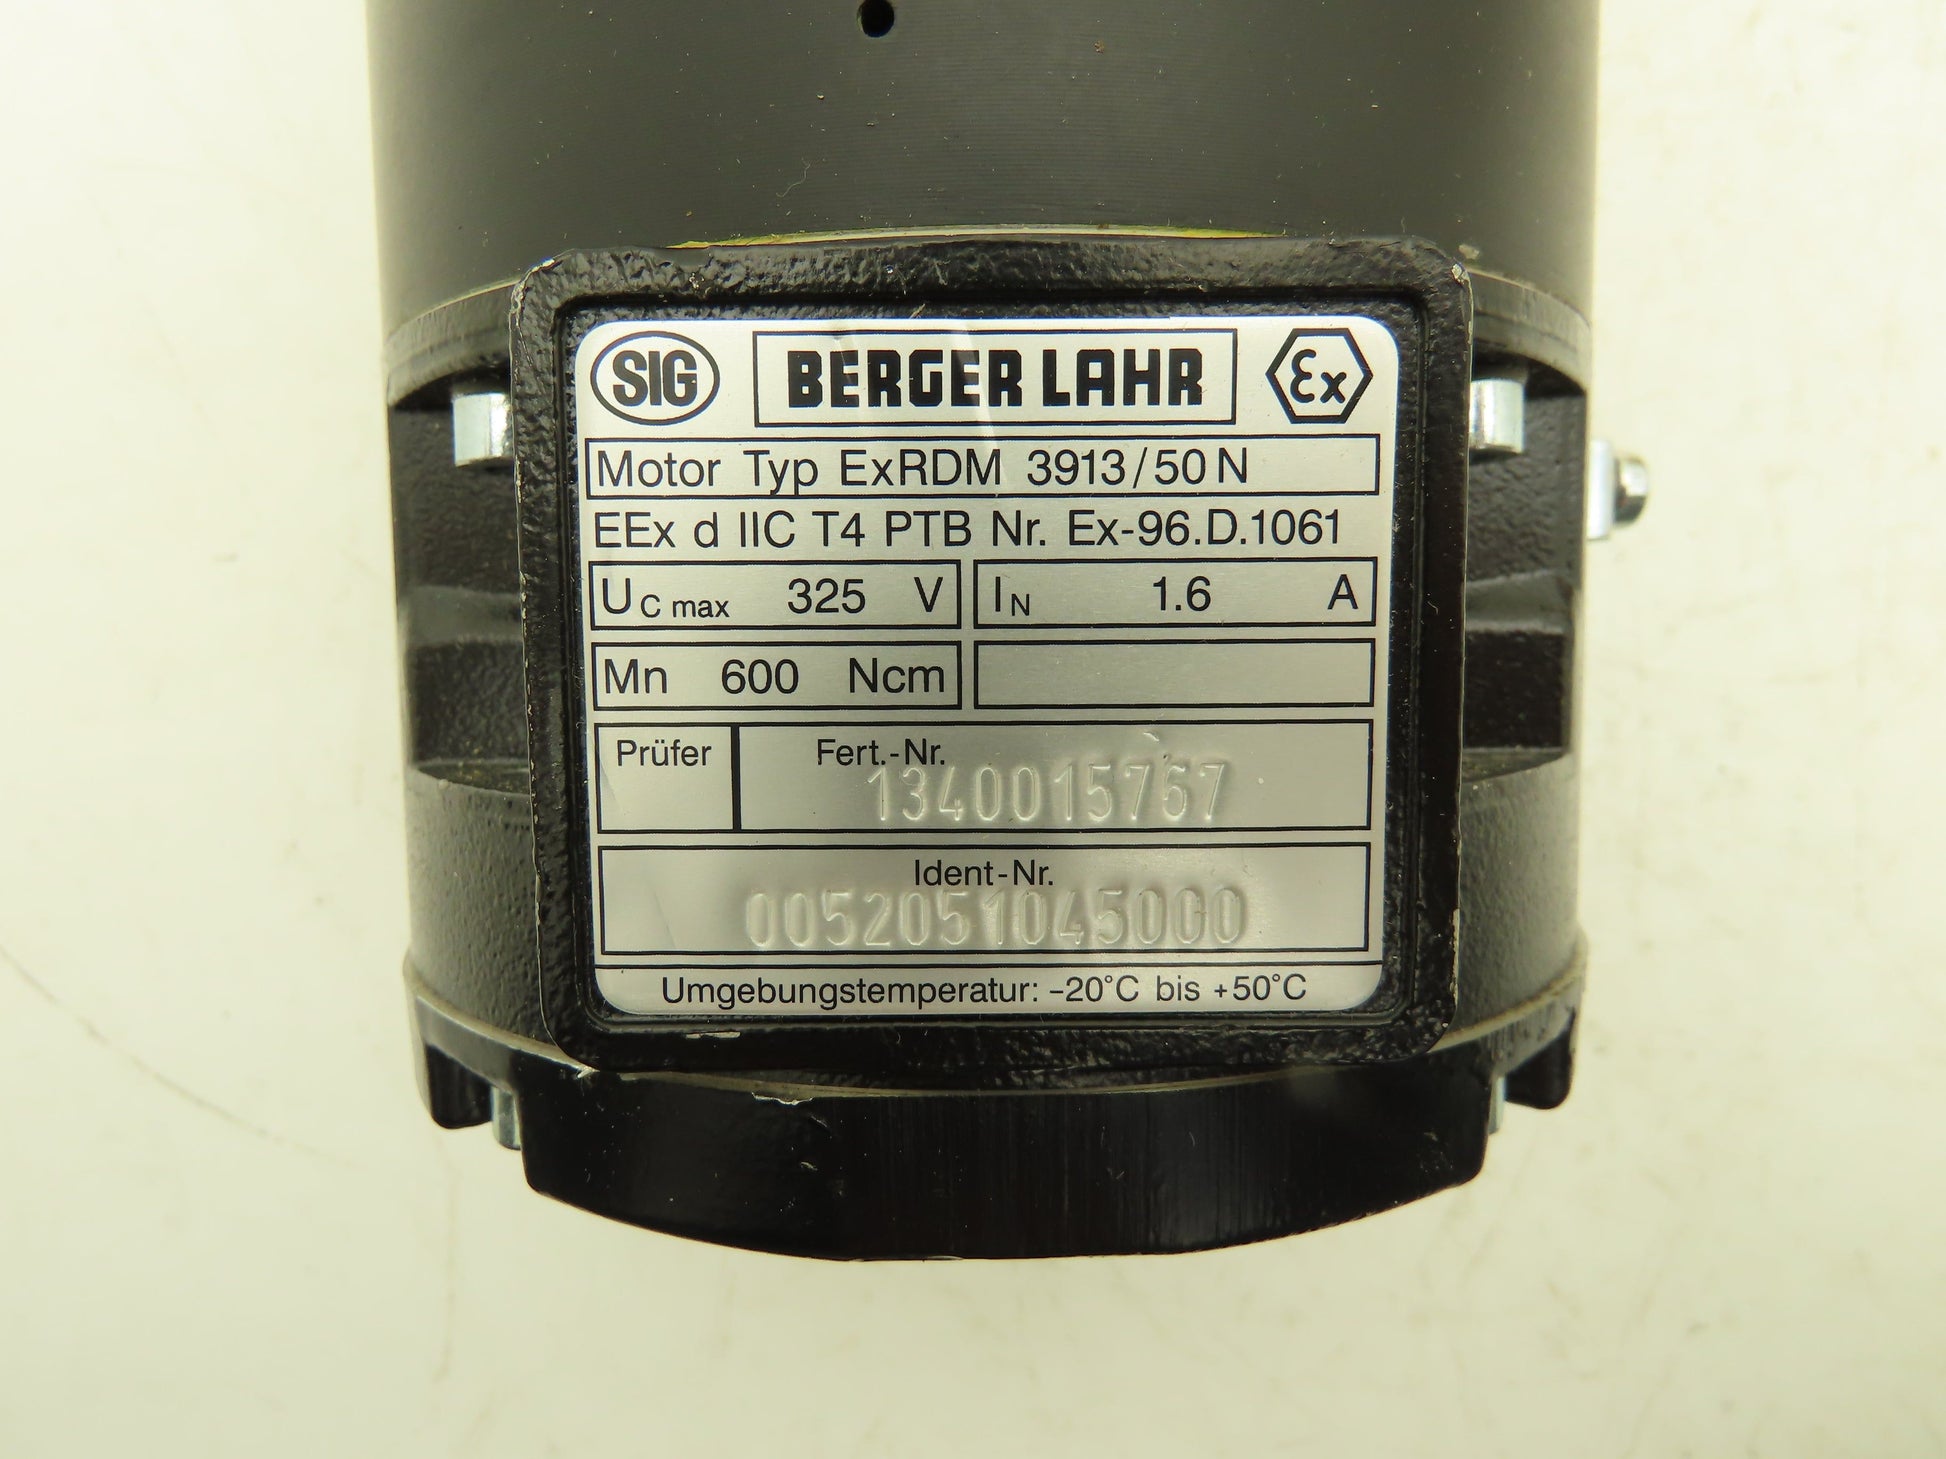 SIG BERGER LAHR Ex
Motor Typ ExRDM 3913/50 N
EEx d IIC T4 PTB Nr. Ex-96.D.1061
UC max 325 V IN 1.6 A
Mn 600 Ncm
Prüfer Fert.-Nr.
1340015767
Ident-Nr.
0052051045000
Umgebungstemperatur: -20°C bis +50°C